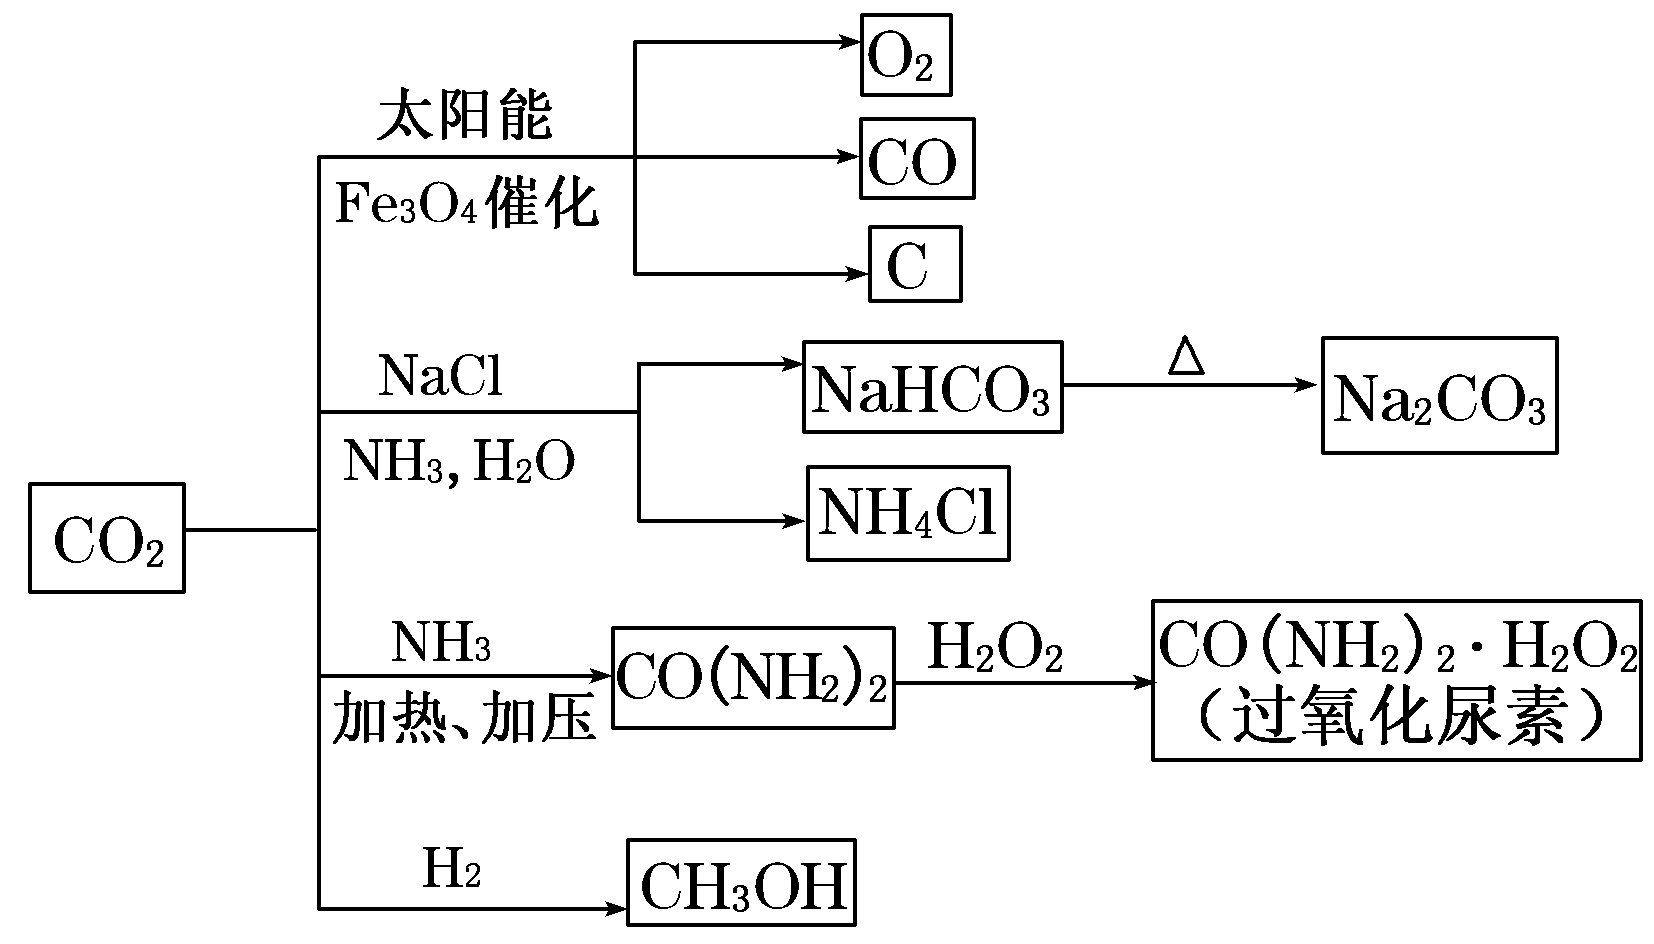 CO₂
太阳能
Fe₃O₄催化
O₂
CO
C
NaCl
NH₃,H₂O
NaHCO₃
△
Na₂CO₃
NH₄Cl
NH₃
加热、加压
CO(NH₂)₂
H₂O₂
CO(NH₂)₂·H₂O₂
（过氧化尿素）
H₂
CH₃OH